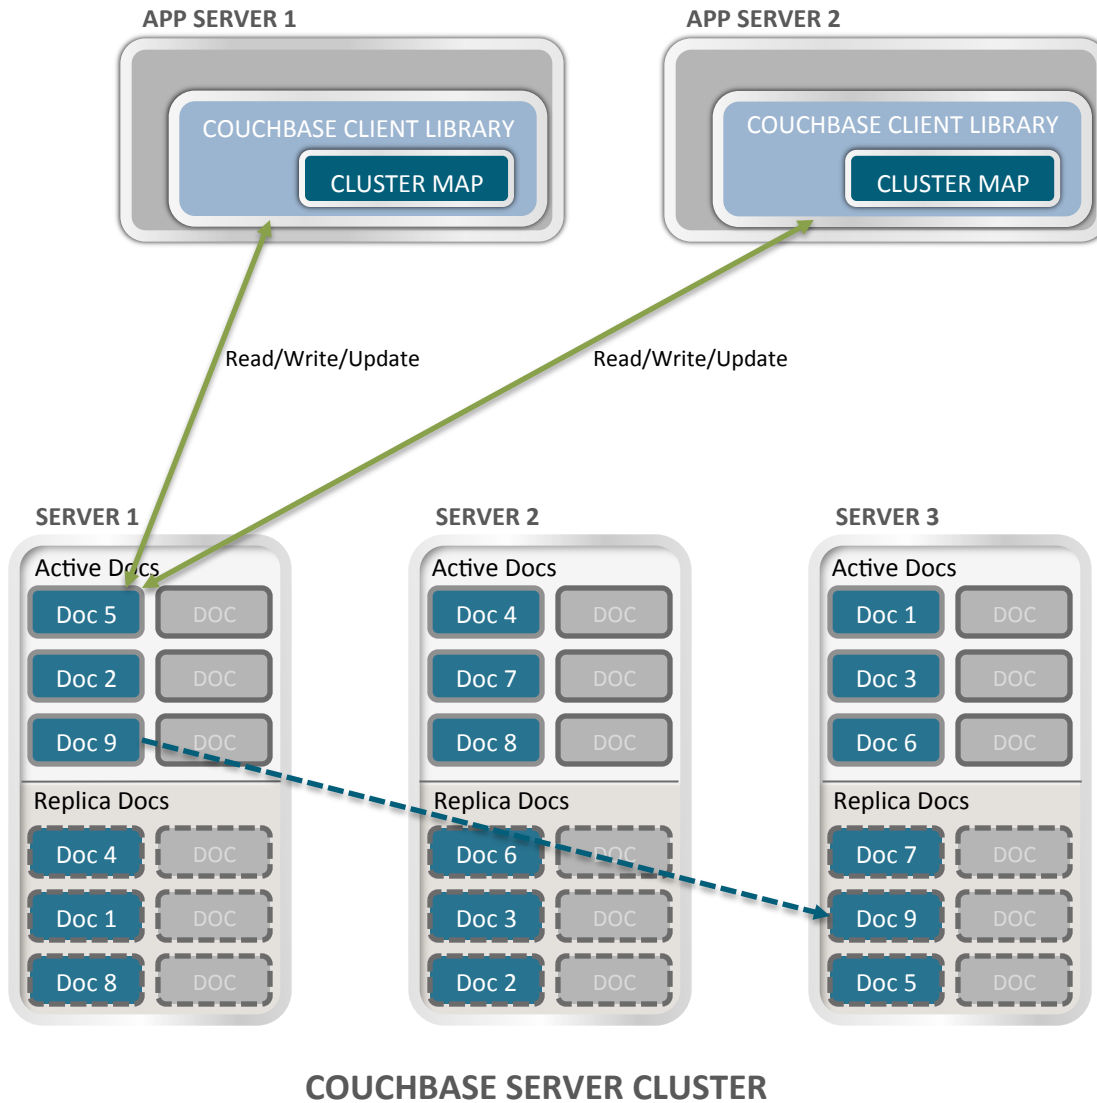 APP SERVER 1
APP SERVER 2
COUCHBASE CLIENT LIBRARY
CLUSTER MAP
COUCHBASE CLIENT LIBRARY
CLUSTER MAP
Read/Write/Update
Read/Write/Update
SERVER 1
SERVER 2
SERVER 3
Active Docs
Doc 5 DOC
Doc 2 DOC
Doc 9 DOC
Replica Docs
Doc 4 DOC
Doc 1 DOC
Doc 8 DOC
Active Docs
Doc 4 DOC
Doc 7 DOC
Doc 8 DOC
Replica Docs
Doc 6 DOC
Doc 3 DOC
Doc 2 DOC
Active Docs
Doc 1 DOC
Doc 3 DOC
Doc 6 DOC
Replica Docs
Doc 7 DOC
Doc 9 DOC
Doc 5 DOC
COUCHBASE SERVER CLUSTER